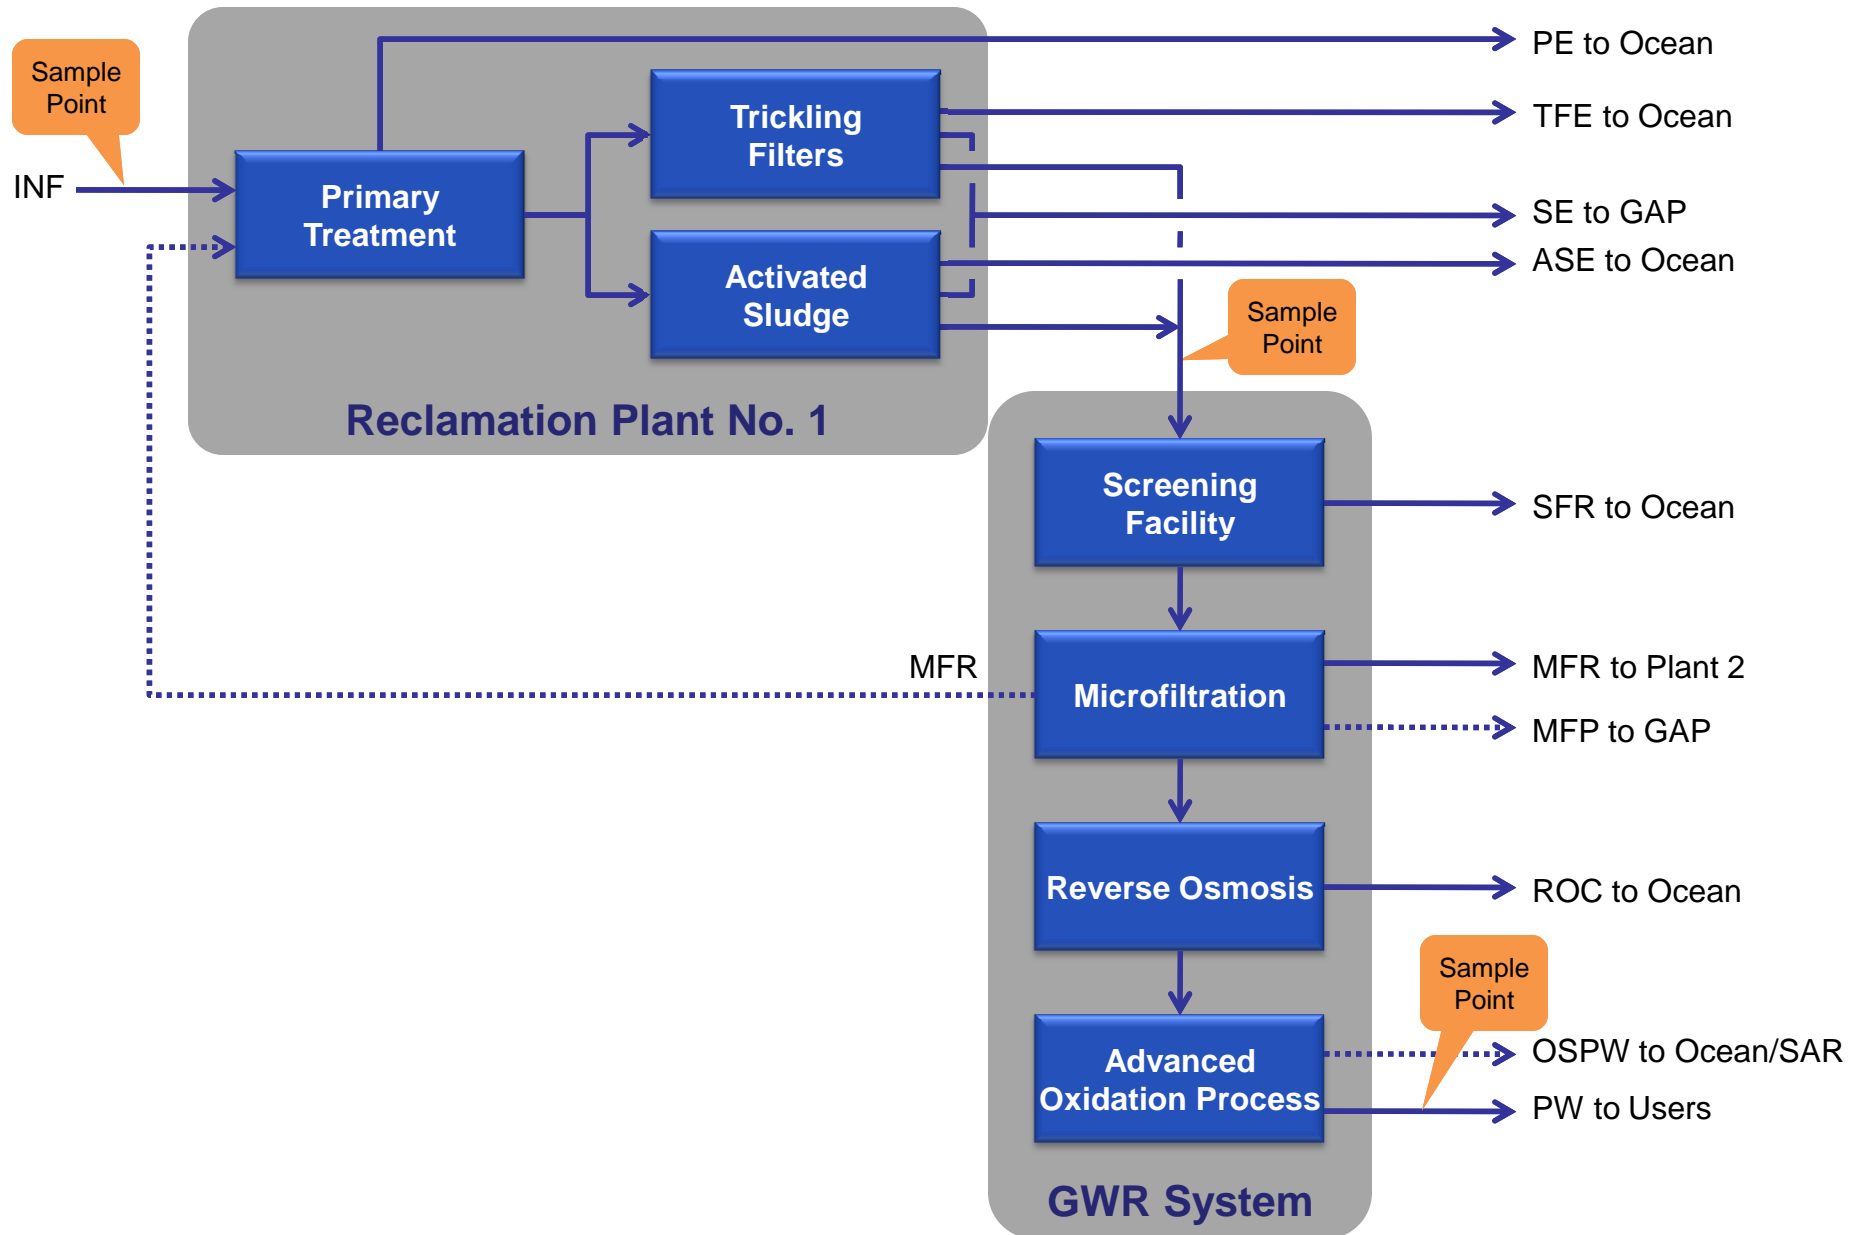 Sample
Point
INF
Primary
Treatment
Trickling
Filters
Activated
Sludge
Reclamation Plant No. 1
PE to Ocean
TFE to Ocean
SE to GAP
ASE to Ocean
Sample
Point
Screening
Facility
SFR to Ocean
MFR
Microfiltration
MFR to Plant 2
MFP to GAP
Reverse Osmosis
ROC to Ocean
Sample
Point
Advanced
Oxidation Process
OSPW to Ocean/SAR
PW to Users
GWR System